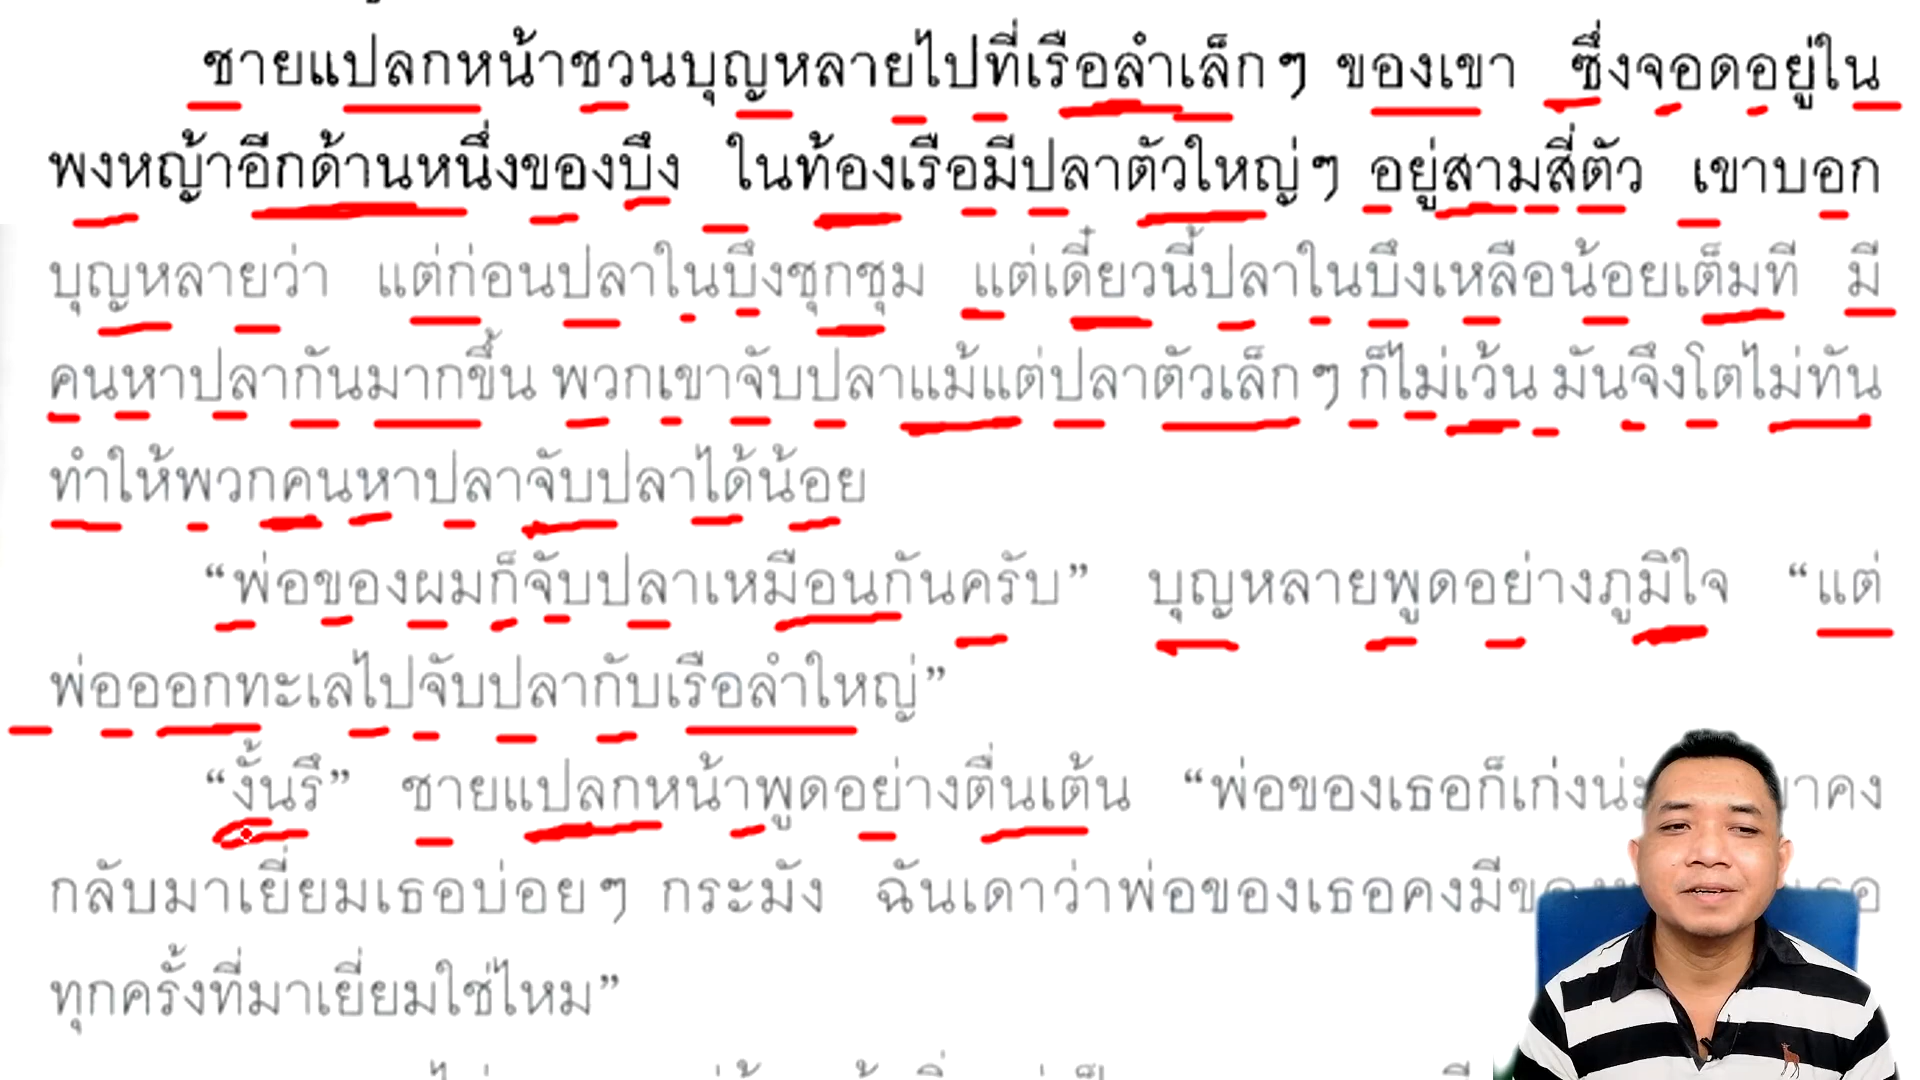 ชายแปลกหน้าชวนบุญหลายไปที่เรือลำเล็กๆ ของเขา ซึ่งจอดอยู่ใน
พงหญ้าอีกด้านหนึ่งของบึง ในท้องเรือมีปลาตัวใหญ่ๆ อยู่สามสี่ตัว เขาบอก
บุญหลายว่า แต่ก่อนปลาในบึงชุกชุม แต่เดี๋ยวนี้ปลาในบึงเหลือน้อยเต็มที มี
คนหาปลากันมากขึ้น พวกเขาจับปลาแม้แต่ปลาตัวเล็กๆ ก็ไม่เว้น มันจึงโตไม่ทัน
ทำให้พวกคนหาปลาจับปลาได้น้อย
“พ่อของผมก็จับปลาเหมือนกันครับ” บุญหลายพูดอย่างภูมิใจ “แต่
พ่อออกทะเลไปจับปลากับเรือลำใหญ่”
“งั้นรึ” ชายแปลกหน้าพูดอย่างตื่นเต้น “พ่อของเธอก็เก่งน่ะ าคง
กลับมาเยี่ยมเธอบ่อยๆ กระมัง ฉันเดาว่าพ่อของเธอคงมี
ทุกครั้งที่มาเยี่ยมใช่ไหม”